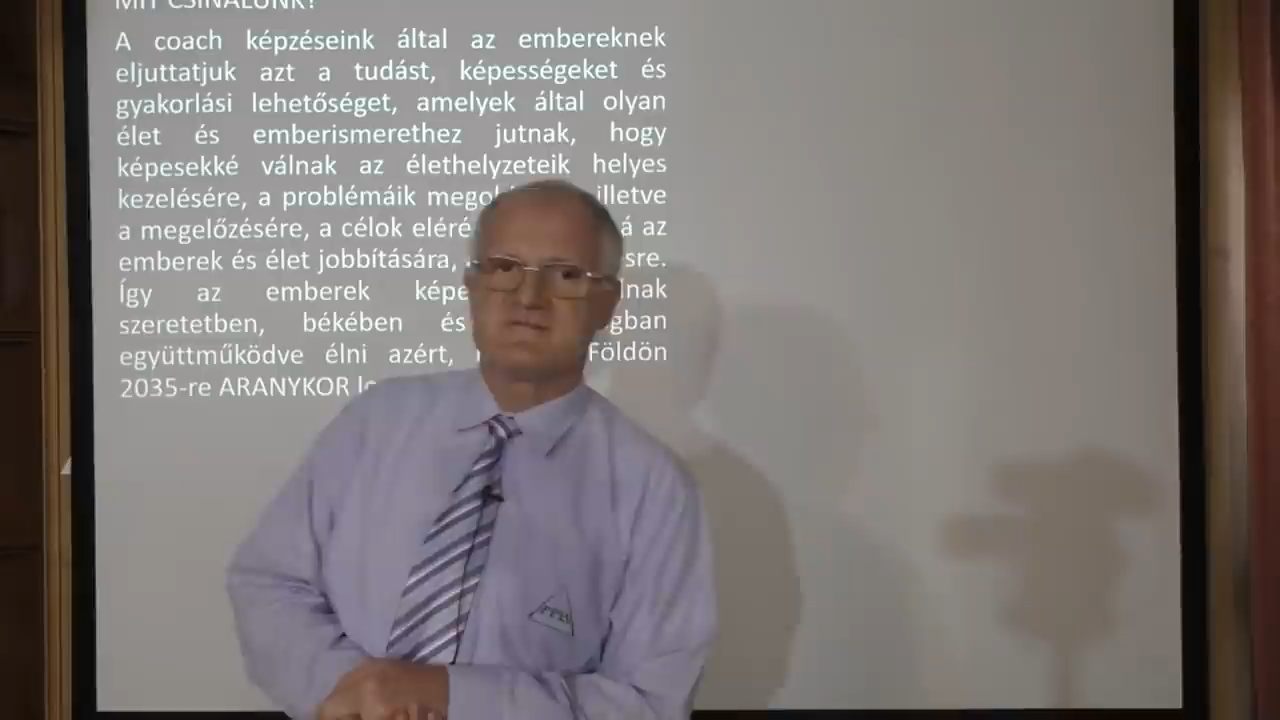 MIT CSINÁLUNK?
A coach képzéseink által az embereknek
eljuttatjuk azt a tudást, képességeket és
gyakorlási lehetőséget, amelyek által olyan
élet és emberismerethez jutnak, hogy
képesekké válnak az élethelyzeteik helyes
kezelésére, a problémáik illetve
a megelőzésére, a célok az
emberek és élet jobbítására,
Így az emberek
szeretetben, békében és
együttműködve élni azért, Földön
2035-re ARANYKOR